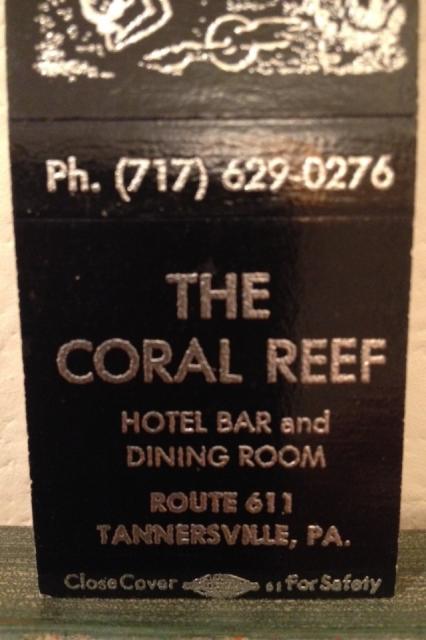 Ph. (717) 629-0276
THE
CORAL REEF
HOTEL BAR and
DINING ROOM
ROUTE 611
TANNERSVILLE, PA.
Close Cover 61 For Safety